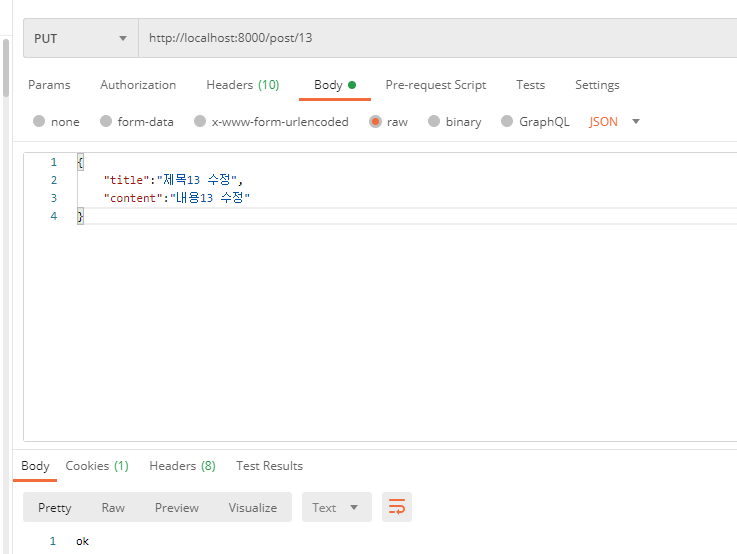 PUT http://localhost:8000/post/13
Params Authorization Headers (10) Body Pre-request Script Tests Settings
none form-data x-www-form-urlencoded raw binary GraphQL JSON
1 {
2 "title":"제목13 수정",
3 "content":"내용13 수정"
4 }
Body Cookies (1) Headers (8) Test Results
Pretty Raw Preview Visualize Text
1 ok